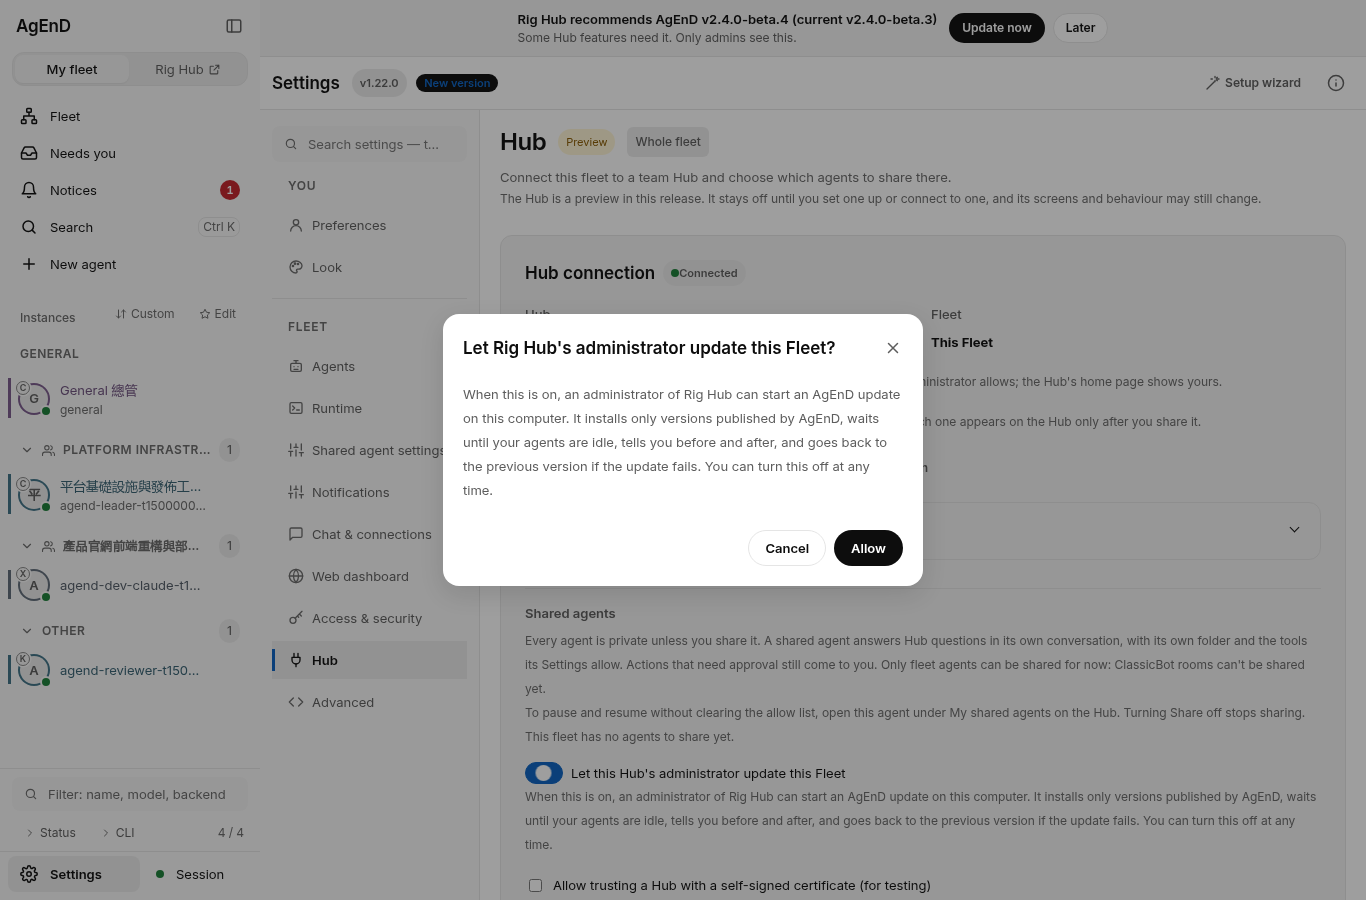 AgEnD
My fleet
Rig Hub
Fleet
Needs you
Notices
1
Search
Ctrl K
New agent
Instances
Custom
Edit
GENERAL
C
G
General 總管
general
PLATFORM INFRASTR...
1
C
平
平台基礎設施與發佈工...
agend-leader-t1500000...
產品官網前端重構與部...
1
X
A
agend-dev-claude-t1...
OTHER
1
K
A
agend-reviewer-t150...
Filter: name, model, backend
Status
CLI
4 / 4
Settings
Session
Rig Hub recommends AgEnD v2.4.0-beta.4 (current v2.4.0-beta.3)
Some Hub features need it. Only admins see this.
Update now
Later
Settings
v1.22.0
New version
Setup wizard
Search settings — t...
YOU
Preferences
Look
FLEET
Agents
Runtime
Shared agent settings
Notifications
Chat & connections
Web dashboard
Access & security
Hub
Advanced
Hub
Preview
Whole fleet
Connect this fleet to a team Hub and choose which agents to share there.
The Hub is a preview in this release. It stays off until you set one up or connect to one, and its screens and behaviour may still change.
Hub connection
Connected
Hub
Fleet
This Fleet
administrator allows; the Hub's home page shows yours.
one appears on the Hub only after you share it.
Let Rig Hub's administrator update this Fleet?
When this is on, an administrator of Rig Hub can start an AgEnD update
on this computer. It installs only versions published by AgEnD, waits
until your agents are idle, tells you before and after, and goes back to
the previous version if the update fails. You can turn this off at any
time.
Cancel
Allow
Shared agents
Every agent is private unless you share it. A shared agent answers Hub questions in its own conversation, with its own folder and the tools
its Settings allow. Actions that need approval still come to you. Only fleet agents can be shared for now: ClassicBot rooms can't be shared
yet.
To pause and resume without clearing the allow list, open this agent under My shared agents on the Hub. Turning Share off stops sharing.
This fleet has no agents to share yet.
Let this Hub's administrator update this Fleet
When this is on, an administrator of Rig Hub can start an AgEnD update on this computer. It installs only versions published by AgEnD, waits
until your agents are idle, tells you before and after, and goes back to the previous version if the update fails. You can turn this off at any
time.
Allow trusting a Hub with a self-signed certificate (for testing)